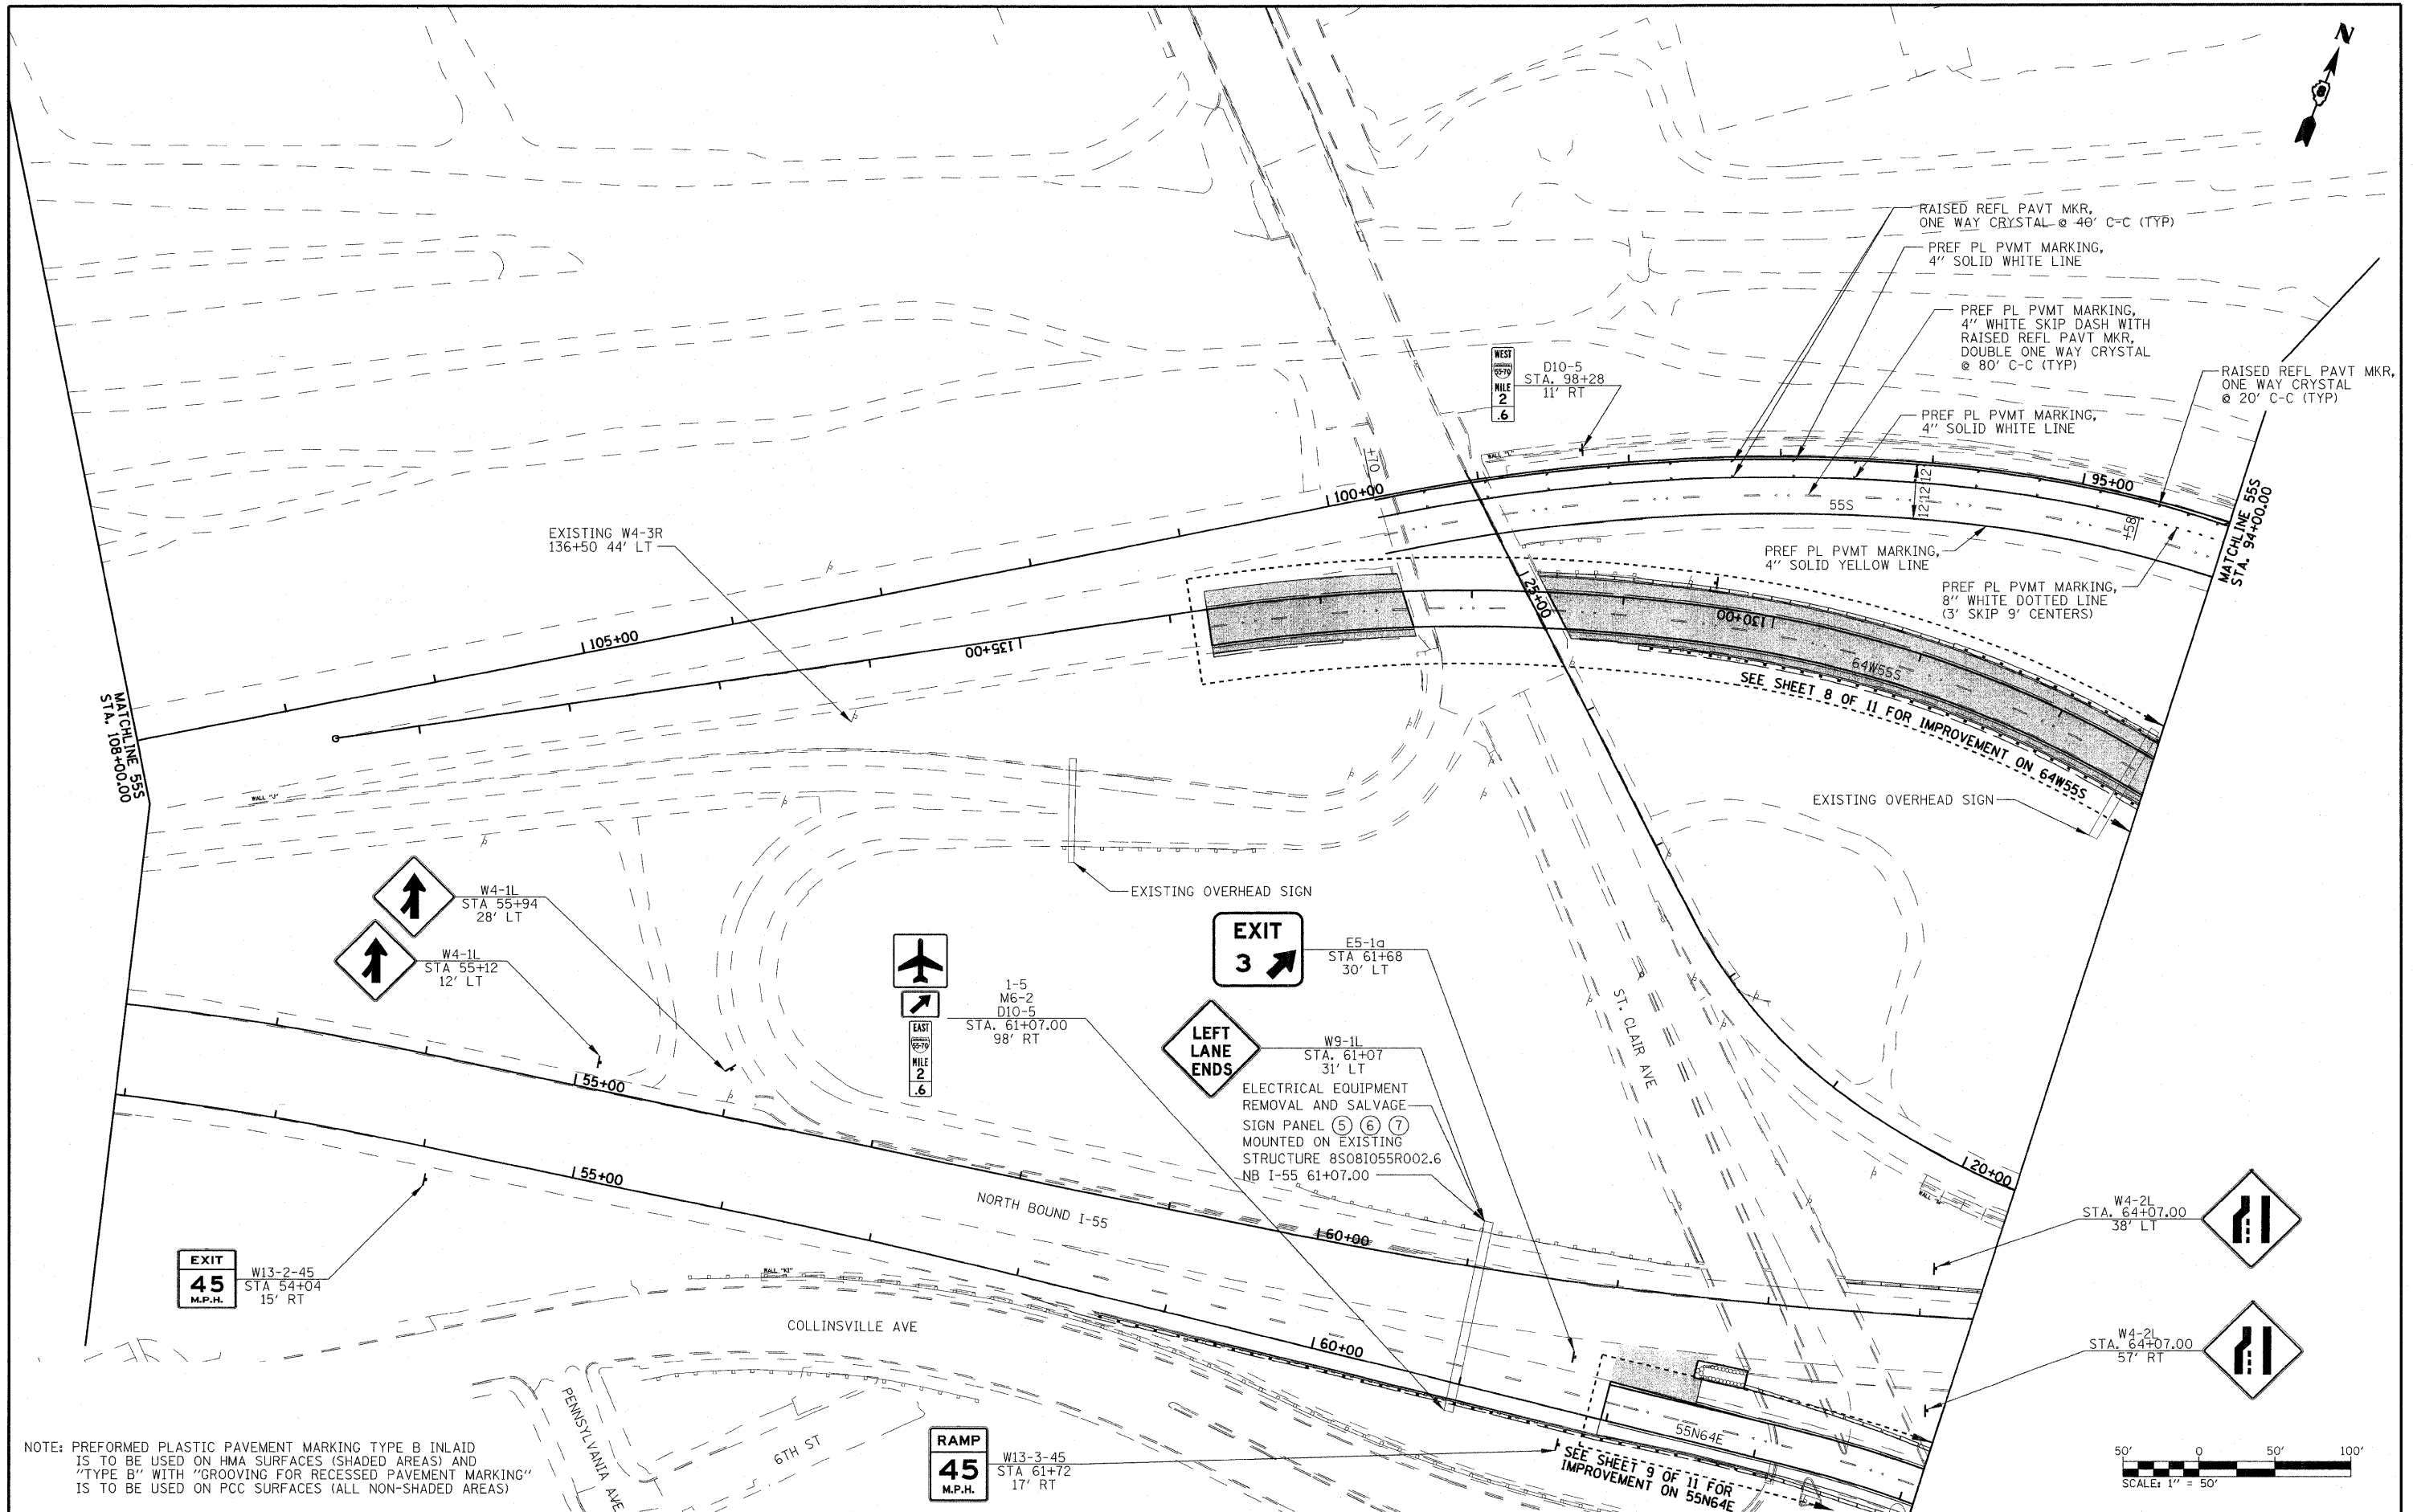 N
RAISED REFL PAVT MKR,
ONE WAY CRYSTAL @ 40' C-C (TYP)
PREF PL PVMT MARKING,
4" SOLID WHITE LINE
PREF PL PVMT MARKING,
4" WHITE SKIP DASH WITH
RAISED REFL PAVT MKR,
DOUBLE ONE WAY CRYSTAL
@ 80' C-C (TYP)
RAISED REFL PAVT MKR,
ONE WAY CRYSTAL
@ 20' C-C (TYP)
PREF PL PVMT MARKING,
4" SOLID WHITE LINE
WEST
55-70
MILE
2
.6
D10-5
STA. 98+28
11' RT
WALL "L"
+70
100+00
95+00
12' 12' 12'
55S
+58
MATCHLINE 55S
STA. 94+00.00
PREF PL PVMT MARKING,
4" SOLID YELLOW LINE
PREF PL PVMT MARKING,
8" WHITE DOTTED LINE
(3' SKIP 9' CENTERS)
EXISTING W4-3R
136+50 44' LT
105+00
135+00
125+00
130+00
64W55S
SEE SHEET 8 OF 11 FOR IMPROVEMENT ON 64W55S
MATCHLINE 55S
STA. 108+00.00
WALL "J"
EXISTING OVERHEAD SIGN
EXISTING OVERHEAD SIGN
W4-1L
STA 55+94
28' LT
W4-1L
STA 55+12
12' LT
EAST
55-70
MILE
2
.6
1-5
M6-2
D10-5
STA. 61+07.00
98' RT
EXIT
3
E5-1a
STA 61+68
30' LT
LEFT
LANE
ENDS
W9-1L
STA. 61+07
31' LT
ELECTRICAL EQUIPMENT
REMOVAL AND SALVAGE
SIGN PANEL 5 6 7
MOUNTED ON EXISTING
STRUCTURE 8S08I055R002.6
NB I-55 61+07.00
ST. CLAIR AVE
120+00
55+00
55+00
NORTH BOUND I-55
60+00
W4-2L
STA. 64+07.00
38' LT
EXIT
45
M.P.H.
W13-2-45
STA 54+04
15' RT
COLLINSVILLE AVE
60+00
W4-2L
STA. 64+07.00
57' RT
PENNSYLVANIA AVE
6TH ST
RAMP
45
M.P.H.
W13-3-45
STA 61+72
17' RT
55N64E
SEE SHEET 9 OF 11 FOR
IMPROVEMENT ON 55N64E
NOTE: PREFORMED PLASTIC PAVEMENT MARKING TYPE B INLAID
IS TO BE USED ON HMA SURFACES (SHADED AREAS) AND
"TYPE B" WITH "GROOVING FOR RECESSED PAVEMENT MARKING"
IS TO BE USED ON PCC SURFACES (ALL NON-SHADED AREAS)
50' 0 50' 100'
SCALE: 1" = 50'